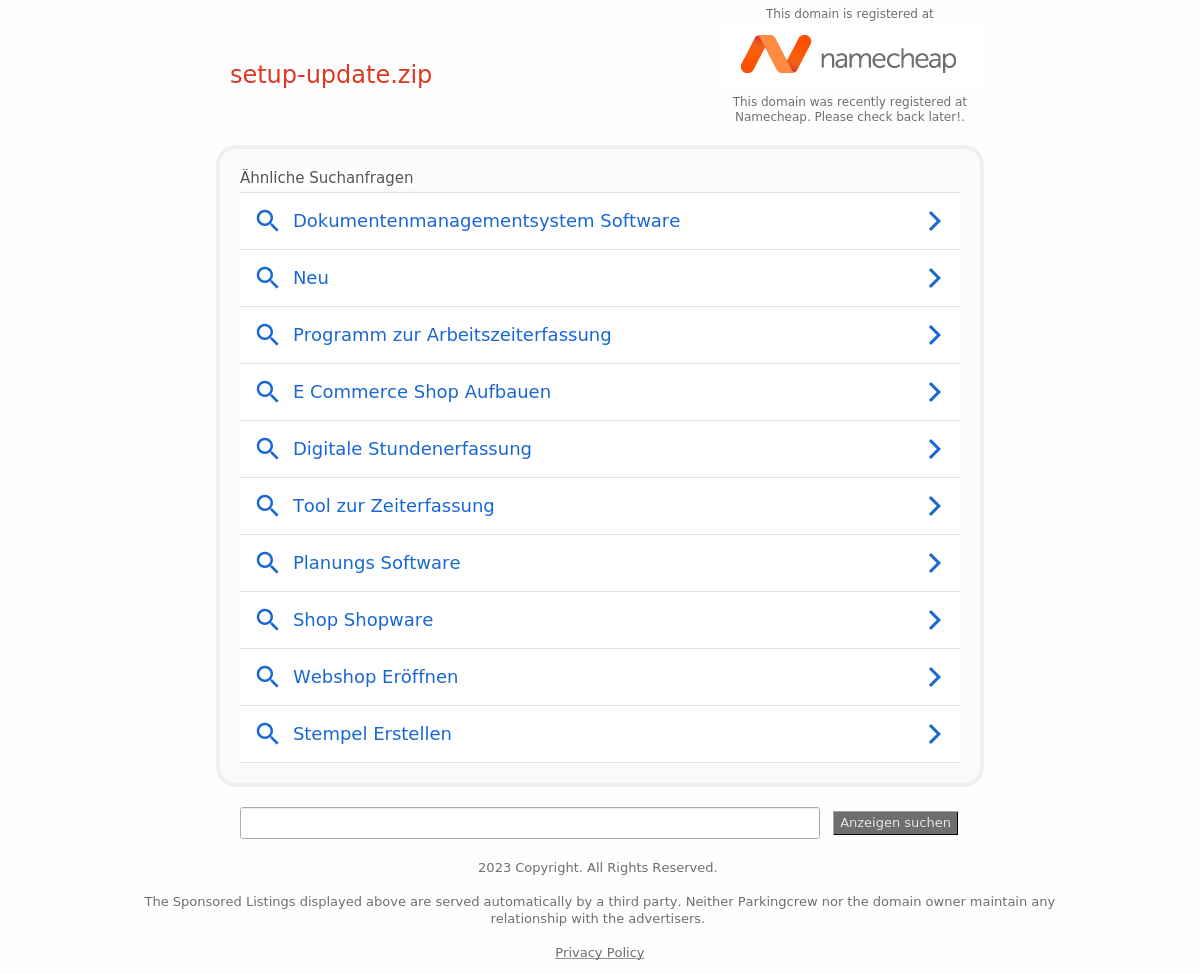 This domain is registered at
namecheap
setup-update.zip
This domain was recently registered at
Namecheap. Please check back later!.
Ähnliche Suchanfragen
Dokumentenmanagementsystem Software
Neu
Programm zur Arbeitszeiterfassung
E Commerce Shop Aufbauen
Digitale Stundenerfassung
Tool zur Zeiterfassung
Planungs Software
Shop Shopware
Webshop Eröffnen
Stempel Erstellen
Anzeigen suchen
2023 Copyright. All Rights Reserved.
The Sponsored Listings displayed above are served automatically by a third party. Neither Parkingcrew nor the domain owner maintain any
relationship with the advertisers.
Privacy Policy